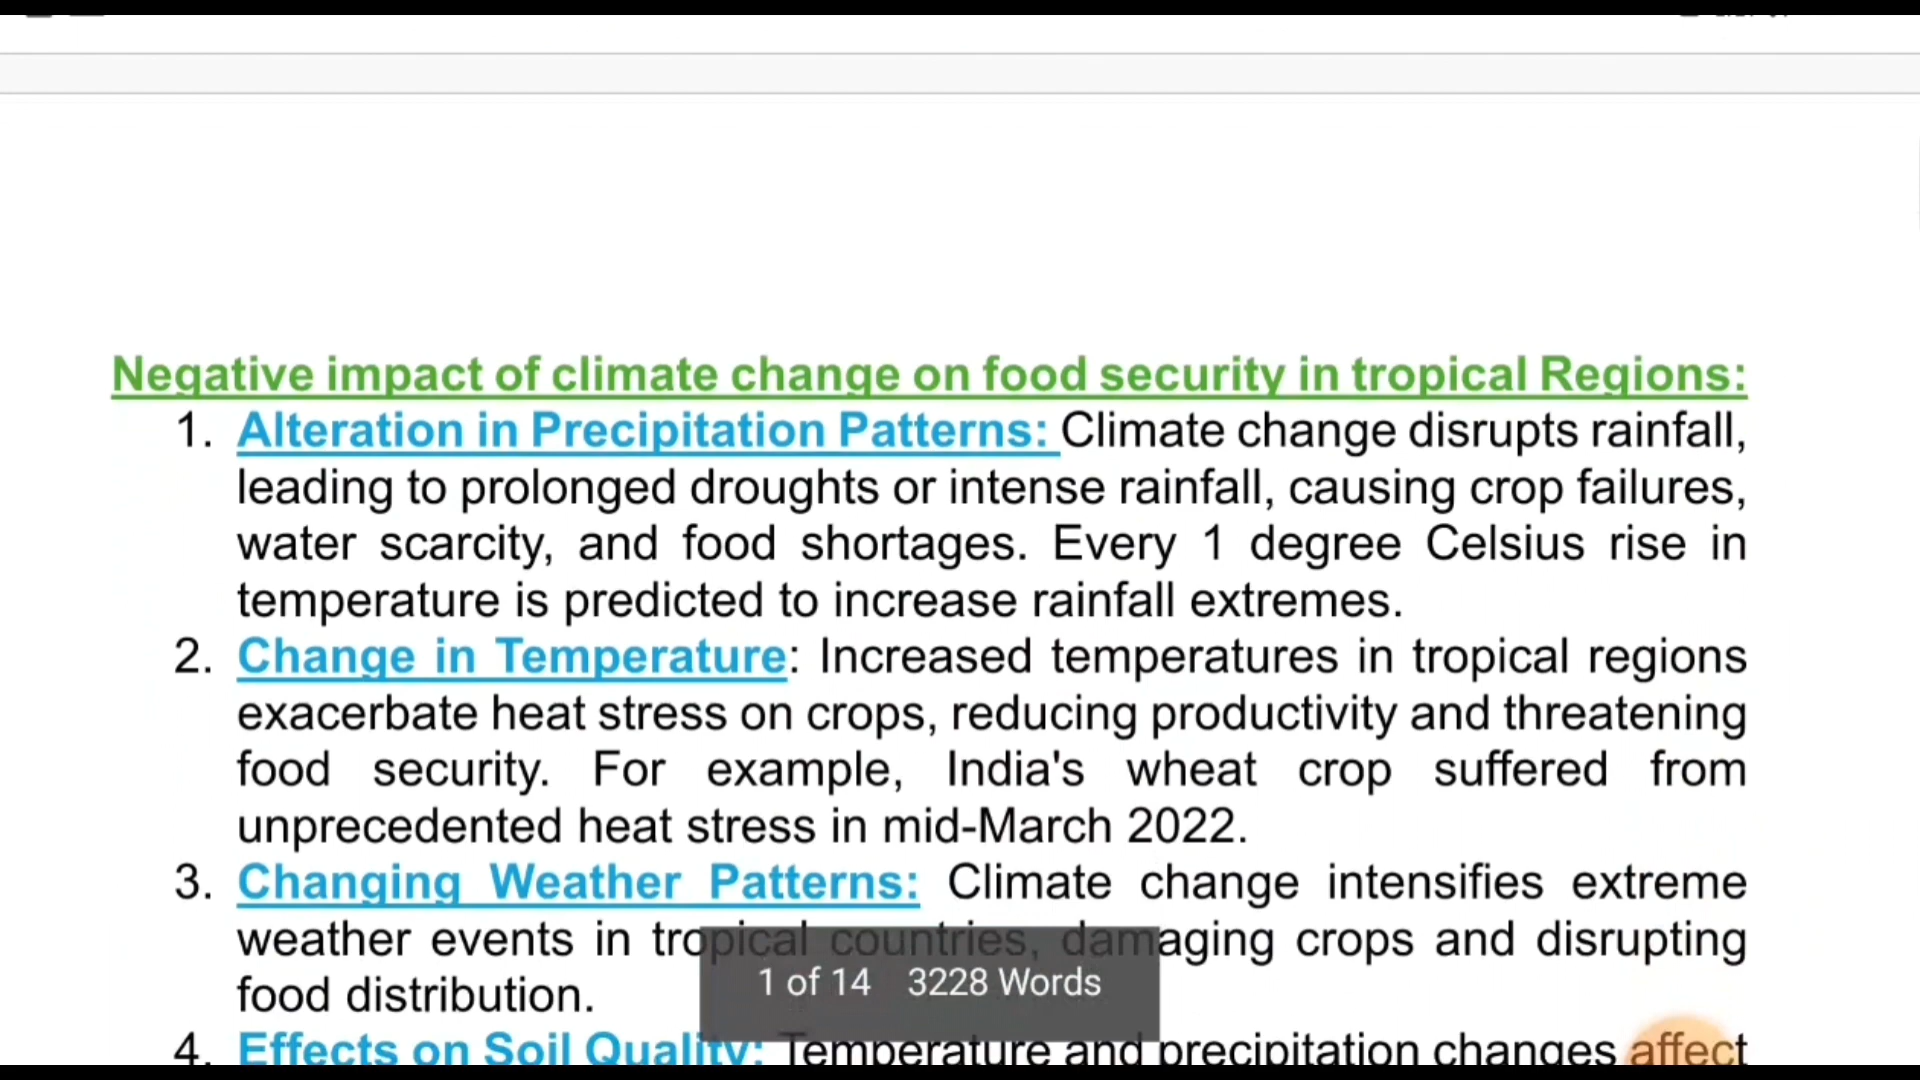 Negative impact of climate change on food security in tropical Regions:
1. Alteration in Precipitation Patterns: Climate change disrupts rainfall,
leading to prolonged droughts or intense rainfall, causing crop failures,
water scarcity, and food shortages. Every 1 degree Celsius rise in
temperature is predicted to increase rainfall extremes.
2. Change in Temperature: Increased temperatures in tropical regions
exacerbate heat stress on crops, reducing productivity and threatening
food security. For example, India's wheat crop suffered from
unprecedented heat stress in mid-March 2022.
3. Changing Weather Patterns: Climate change intensifies extreme
weather events in tropical countries, damaging crops and disrupting
food distribution.
1 of 14 3228 Words
4. Effects on Soil Quality: Temperature and precipitation changes affect